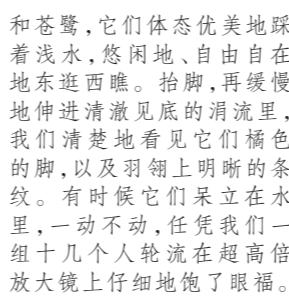 和苍鹭,它们体态优美地踩
着浅水,悠闲地、自由自在
地东逛西瞧。抬脚,再缓慢
地伸进清澈见底的涓流里,
我们清楚地看见它们橘色
的脚,以及羽翎上明晰的条
纹。有时候它们呆立在水
里,一动不动,任凭我们一
组十几个人轮流在超高倍
放大镜上仔细地饱了眼福。